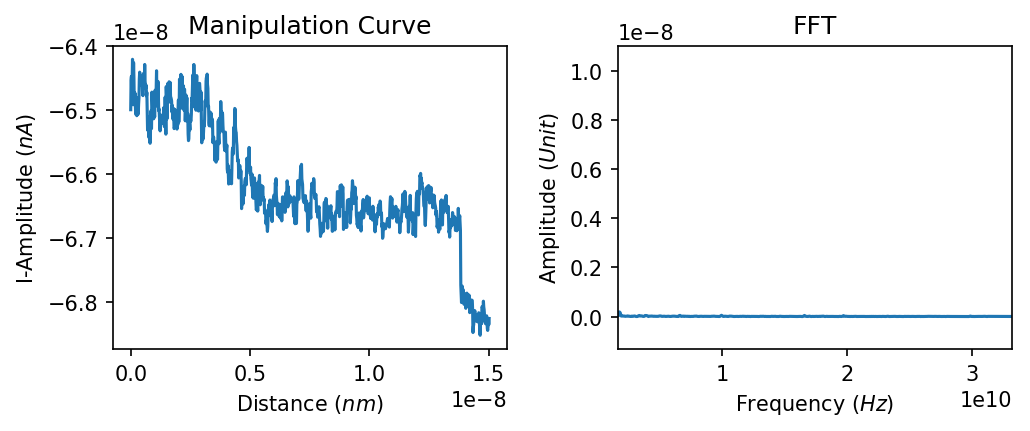 Manipulation Curve
1e−8
−6.4
−6.5
−6.6
−6.7
−6.8
I-Amplitude (nA)
0.0 0.5 1.0 1.5
1e−8
Distance (nm)
FFT
1e−8
1.0
0.8
0.6
0.4
0.2
0.0
Amplitude (Unit)
1 2 3
1e10
Frequency (Hz)